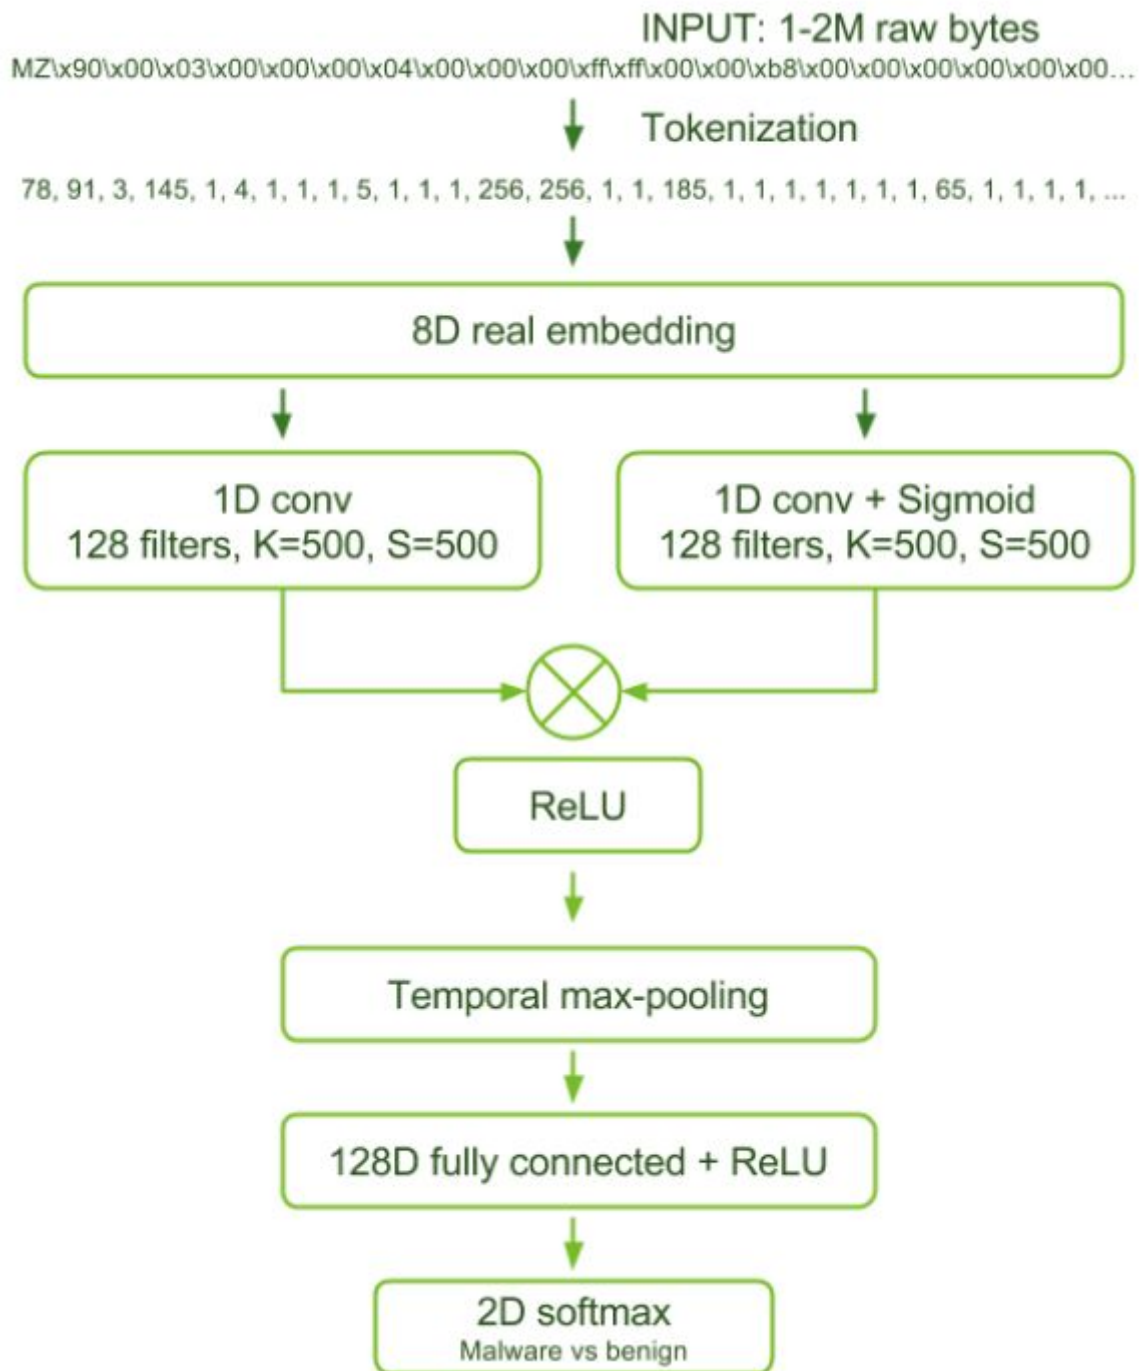 INPUT: 1-2M raw bytes
MZ\x90\x00\x03\x00\x00\x00\x04\x00\x00\x00\xff\xff\x00\x00\xb8\x00\x00\x00\x00\x00\x00...
Tokenization
78, 91, 3, 145, 1, 4, 1, 1, 1, 5, 1, 1, 1, 256, 256, 1, 1, 185, 1, 1, 1, 1, 1, 1, 1, 65, 1, 1, 1, 1, ...
8D real embedding
1D conv
128 filters, K=500, S=500
1D conv + Sigmoid
128 filters, K=500, S=500
ReLU
Temporal max-pooling
128D fully connected + ReLU
2D softmax
Malware vs benign